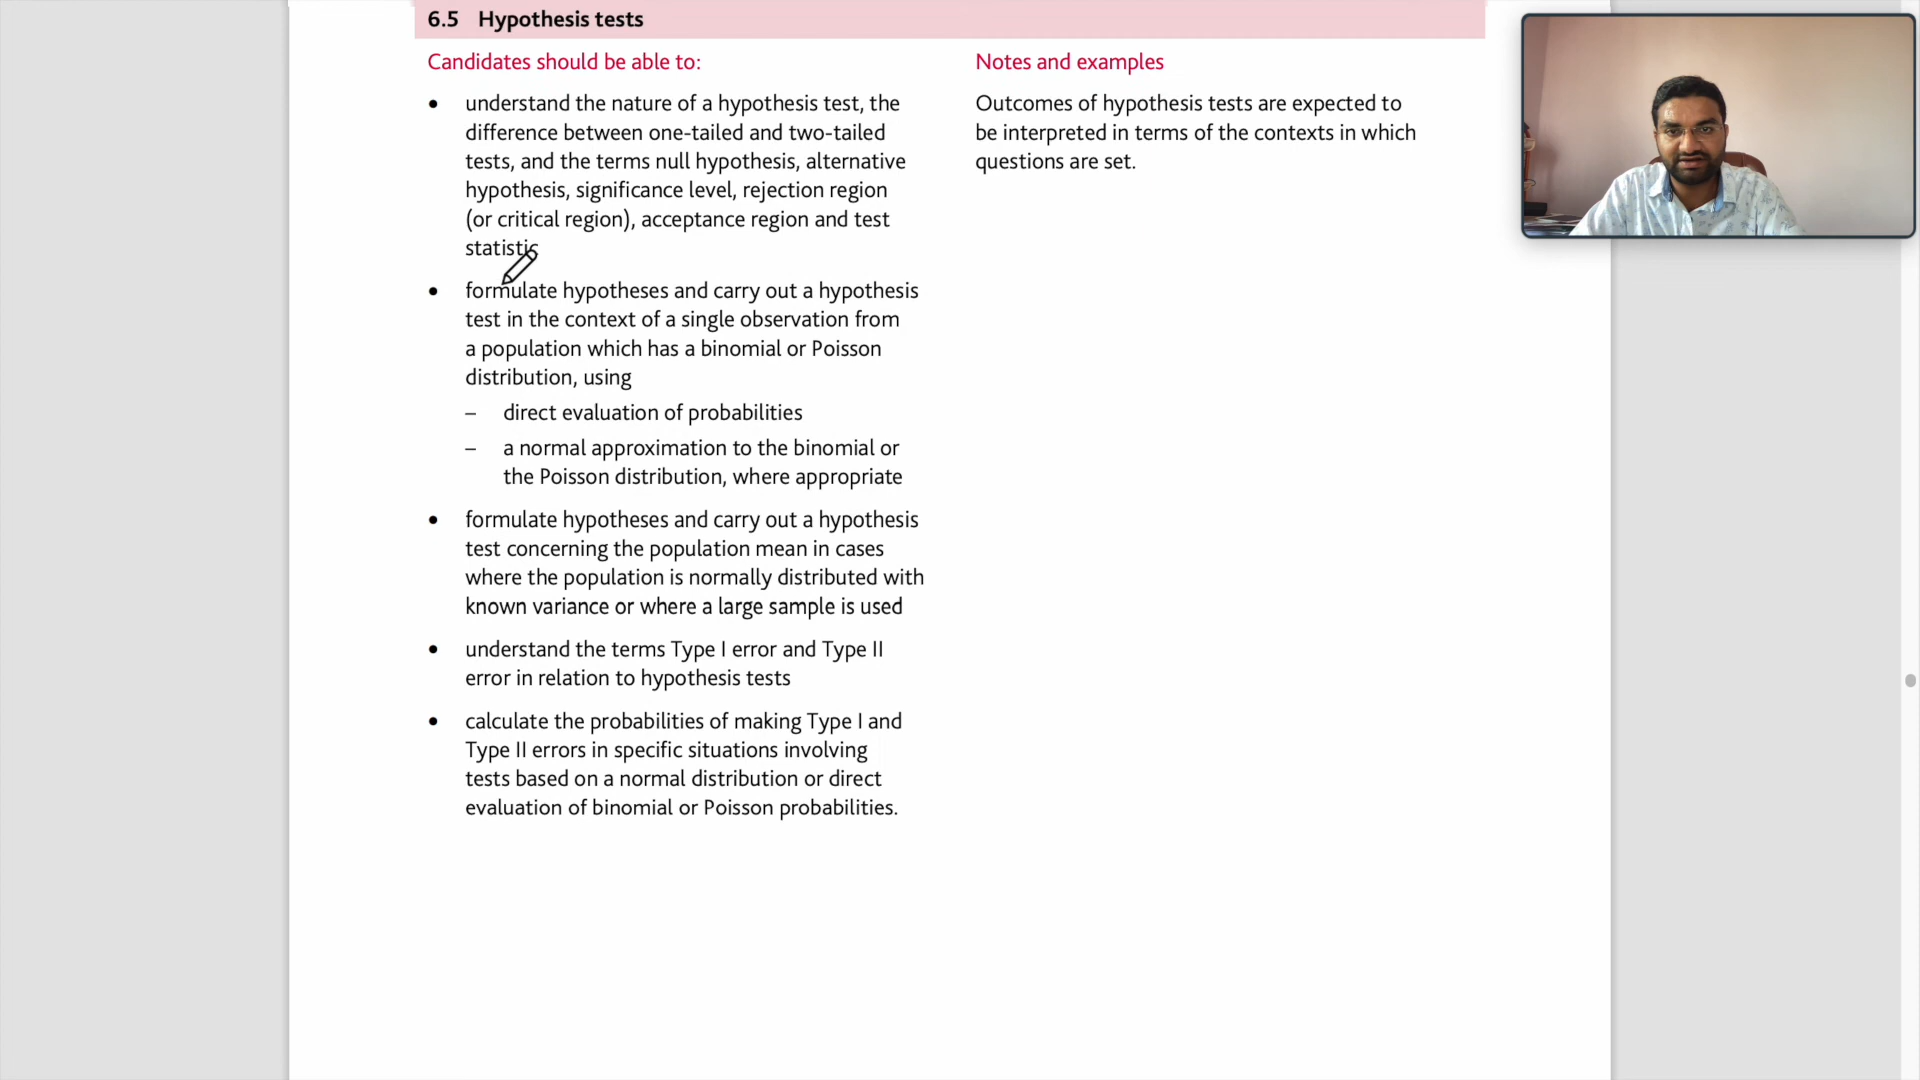 6.5 Hypothesis tests
Candidates should be able to:
• understand the nature of a hypothesis test, the
difference between one-tailed and two-tailed
tests, and the terms null hypothesis, alternative
hypothesis, significance level, rejection region
(or critical region), acceptance region and test
statistic
• formulate hypotheses and carry out a hypothesis
test in the context of a single observation from
a population which has a binomial or Poisson
distribution, using
– direct evaluation of probabilities
– a normal approximation to the binomial or
the Poisson distribution, where appropriate
• formulate hypotheses and carry out a hypothesis
test concerning the population mean in cases
where the population is normally distributed with
known variance or where a large sample is used
• understand the terms Type I error and Type II
error in relation to hypothesis tests
• calculate the probabilities of making Type I and
Type II errors in specific situations involving
tests based on a normal distribution or direct
evaluation of binomial or Poisson probabilities.
Notes and examples
Outcomes of hypothesis tests are expected to
be interpreted in terms of the contexts in which
questions are set.